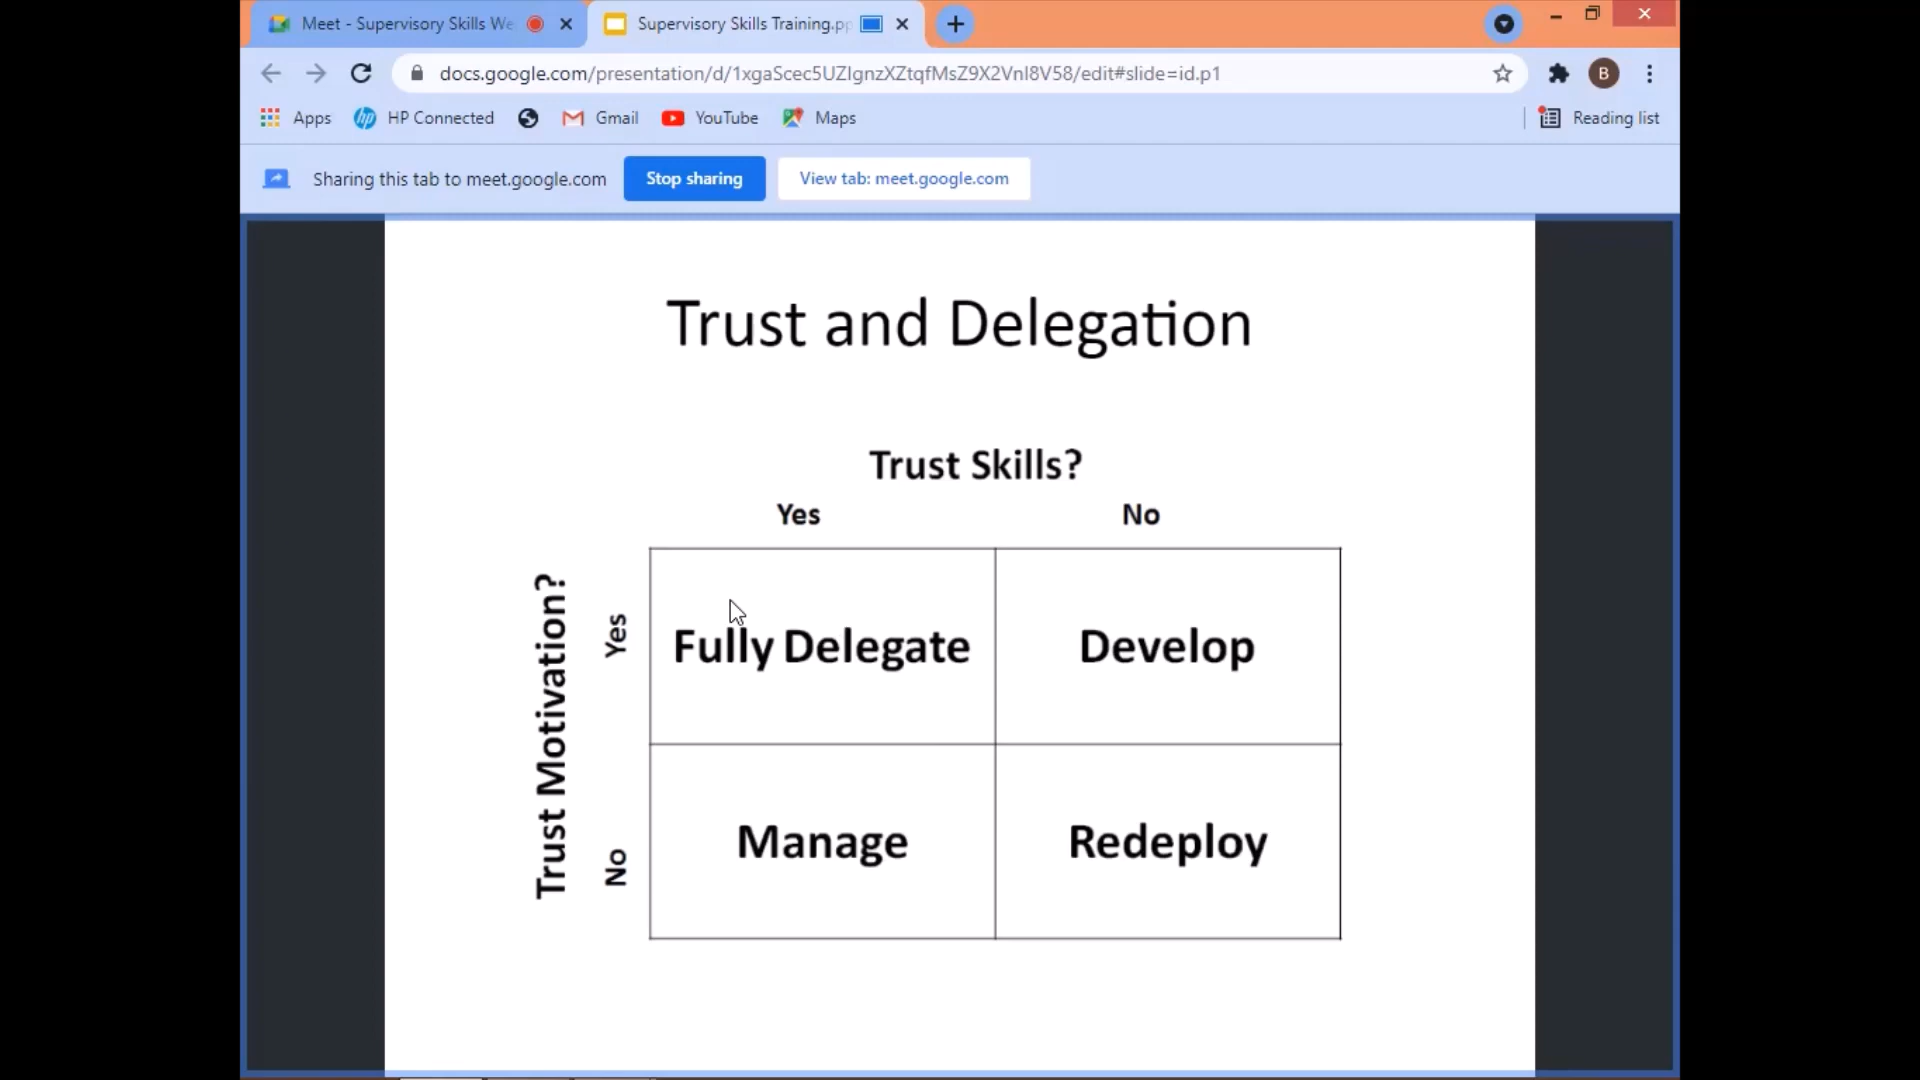 Meet - Supervisory Skills We
Supervisory Skills Training.pp
docs.google.com/presentation/d/1xgaScec5UZIgnzXZtqfMsZ9X2Vnl8V58/edit#slide=id.p1
B
Apps
hp
HP Connected
Gmail
YouTube
Maps
Reading list
Sharing this tab to meet.google.com
Stop sharing
View tab: meet.google.com
Trust and Delegation
Trust Skills?
Yes
No
Trust Motivation?
Yes
Fully Delegate
Develop
No
Manage
Redeploy